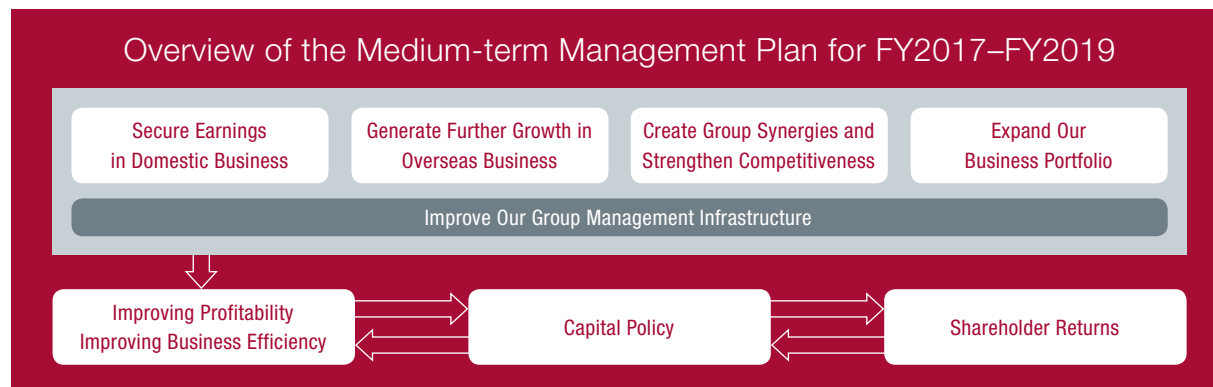 Overview of the Medium-term Management Plan for FY2017–FY2019
Secure Earnings
in Domestic Business
Generate Further Growth in
Overseas Business
Create Group Synergies and
Strengthen Competitiveness
Expand Our
Business Portfolio
Improve Our Group Management Infrastructure
Improving Profitability
Improving Business Efficiency
Capital Policy
Shareholder Returns